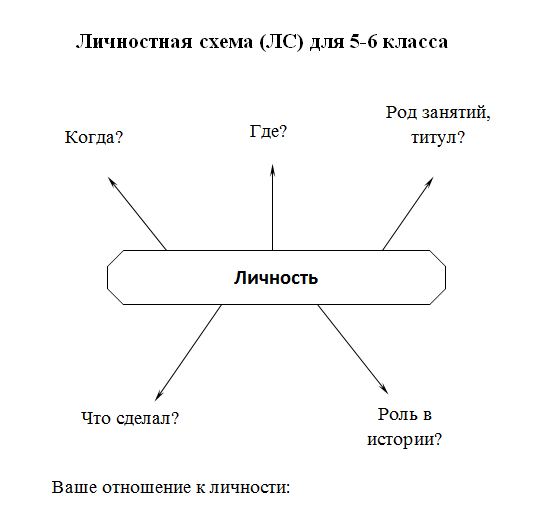 Личностная схема (ЛС) для 5-6 класса
Когда?
Где?
Род занятий,
титул?
Личность
Что сделал?
Роль в
истории?
Ваше отношение к личности: